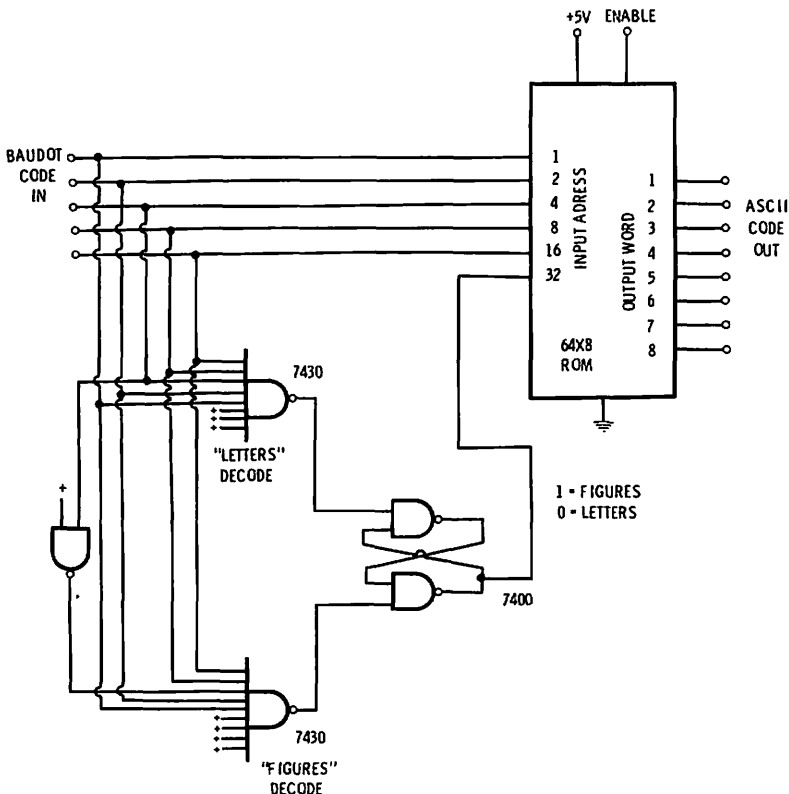 +5V ENABLE
BAUDOT
CODE
IN
1
2
4
8
16
32
INPUT ADRESS
OUTPUT WORD
1
2
3
4
5
6
7
8
ASCII
CODE
OUT
64X8
ROM
7430
+
+
+
"LETTERS"
DECODE
+
1 = FIGURES
0 = LETTERS
7400
+
+
+
+
7430
"FIGURES"
DECODE